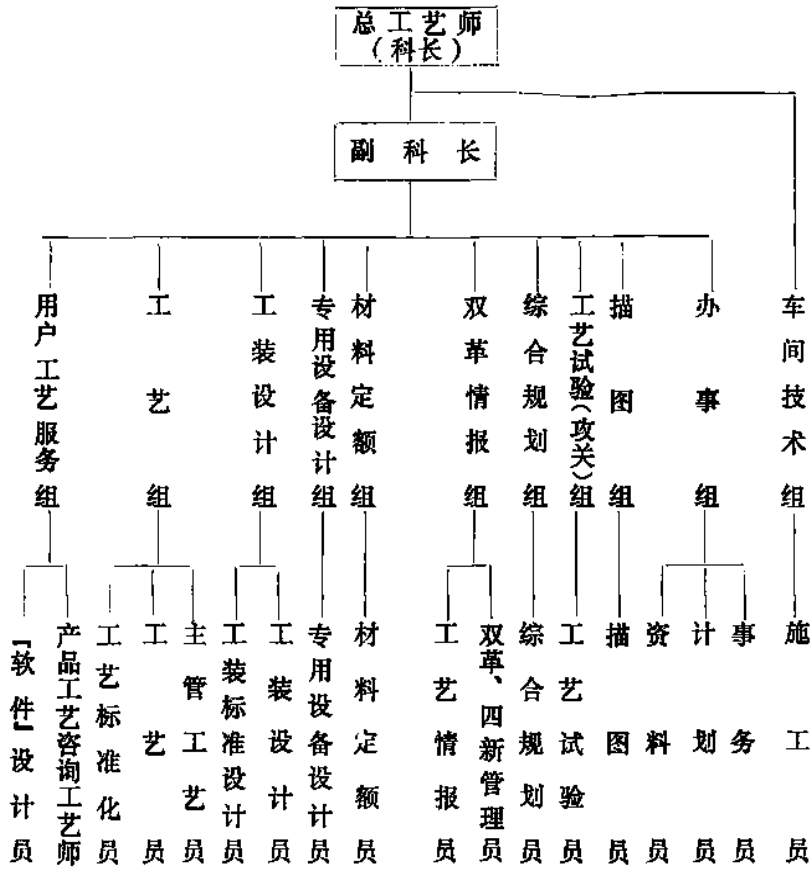 总工艺师
（科长）
副科长
用户工艺服务组
工艺组
工装设计组
专用设备设计组
材料定额组
双革情报组
综合规划组
工艺试验(攻关)组
描图组
办事组
车间技术组
『软件』设计员
产品工艺咨询工艺师
工艺标准化员
工艺员
主管工艺员
工装标准设计员
工装设计员
专用设备设计员
材料定额员
工艺情报员
双革、四新管理员
综合规划员
工艺试验员
描图员
资料员
计划员
事务员
施工员